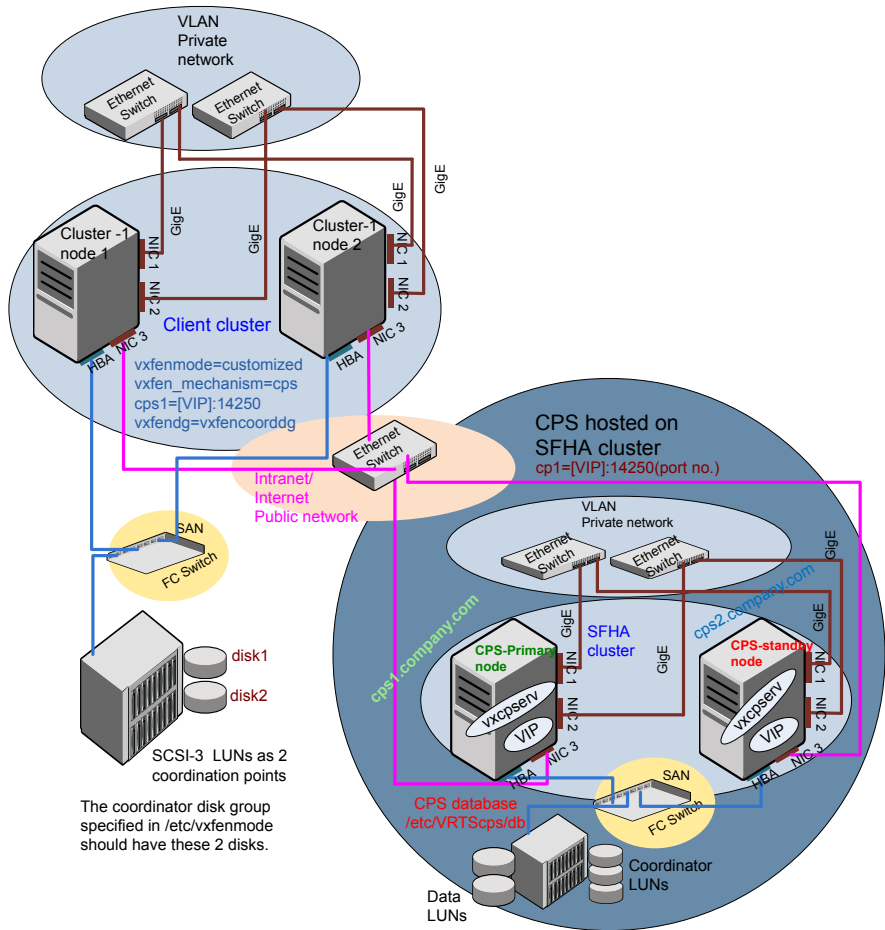 VLAN
Private
network
Ethernet
Switch
Ethernet
Switch
GigE
GigE
GigE
GigE
Cluster -1
node 1
NIC 1
NIC 2
NIC 3
HBA
Cluster-1
node 2
NIC 1
NIC 2
NIC 3
HBA
Client cluster
vxfenmode=customized
vxfen_mechanism=cps
cps1=[VIP]:14250
vxfendg=vxfencoorddg
Ethernet
Switch
Intranet/
Internet
Public network
SAN
FC Switch
disk1
disk2
SCSI-3 LUNs as 2
coordination points
The coordinator disk group
specified in /etc/vxfenmode
should have these 2 disks.
CPS hosted on
SFHA cluster
cp1=[VIP]:14250(port no.)
VLAN
Private network
Ethernet
Switch
Ethernet
Switch
GigE
GigE
GigE
GigE
cps1.company.com
cps2.company.com
SFHA
cluster
CPS-Primary
node
vxcpserv
VIP
NIC 1
NIC 2
NIC 3
HBA
CPS-standby
node
vxcpserv
VIP
NIC 1
NIC 2
NIC 3
HBA
SAN
FC Switch
CPS database
/etc/VRTScps/db
Data
LUNs
Coordinator
LUNs